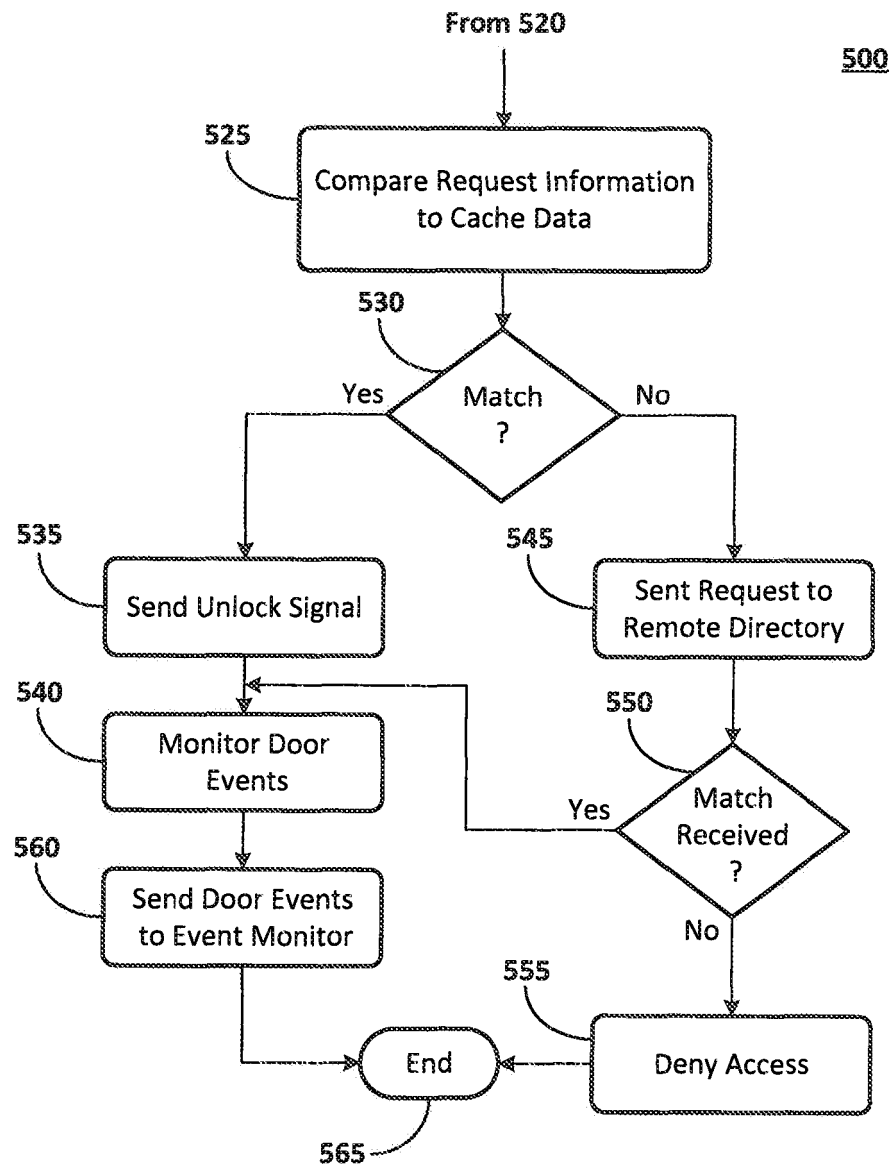 From 520
500
525
Compare Request Information
to Cache Data
530
Yes
Match
?
No
535
Send Unlock Signal
545
Sent Request to
Remote Directory
540
Monitor Door
Events
550
Yes
Match
Received
?
No
560
Send Door Events
to Event Monitor
555
Deny Access
End
565